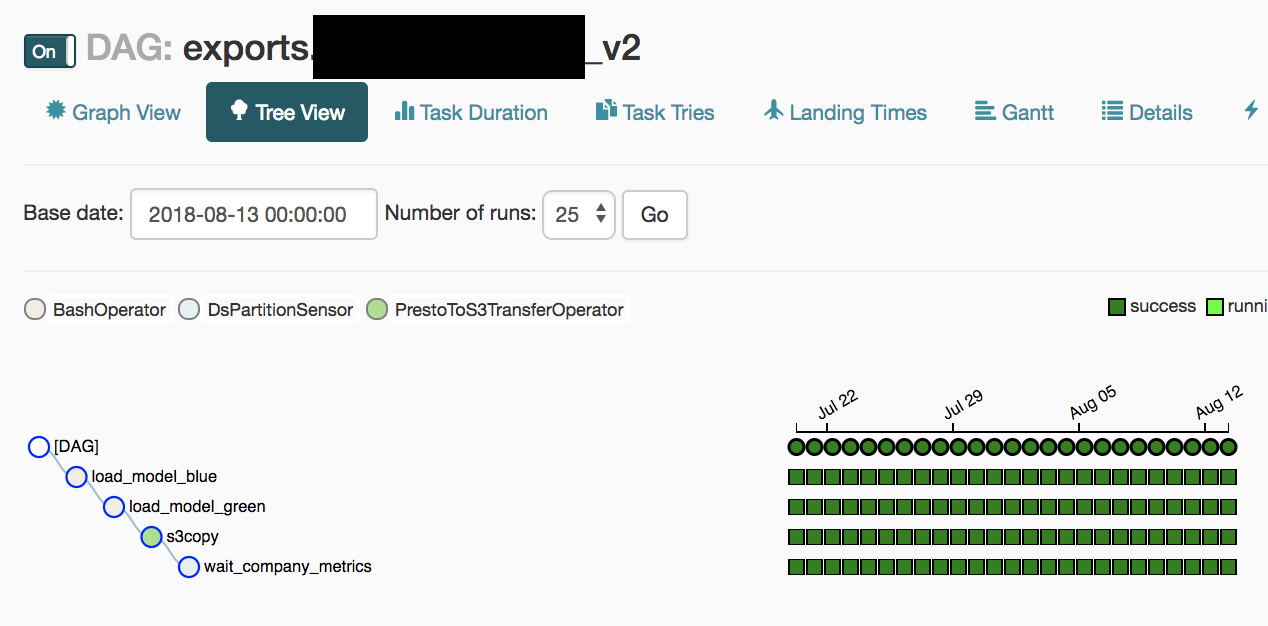 On DAG: exports. _v2
Graph View Tree View Task Duration Task Tries Landing Times Gantt Details
Base date: 2018-08-13 00:00:00 Number of runs: 25 Go
BashOperator DsPartitionSensor PrestoToS3TransferOperator success runni
Jul 22 Jul 29 Aug 05 Aug 12
[DAG]
load_model_blue
load_model_green
s3copy
wait_company_metrics